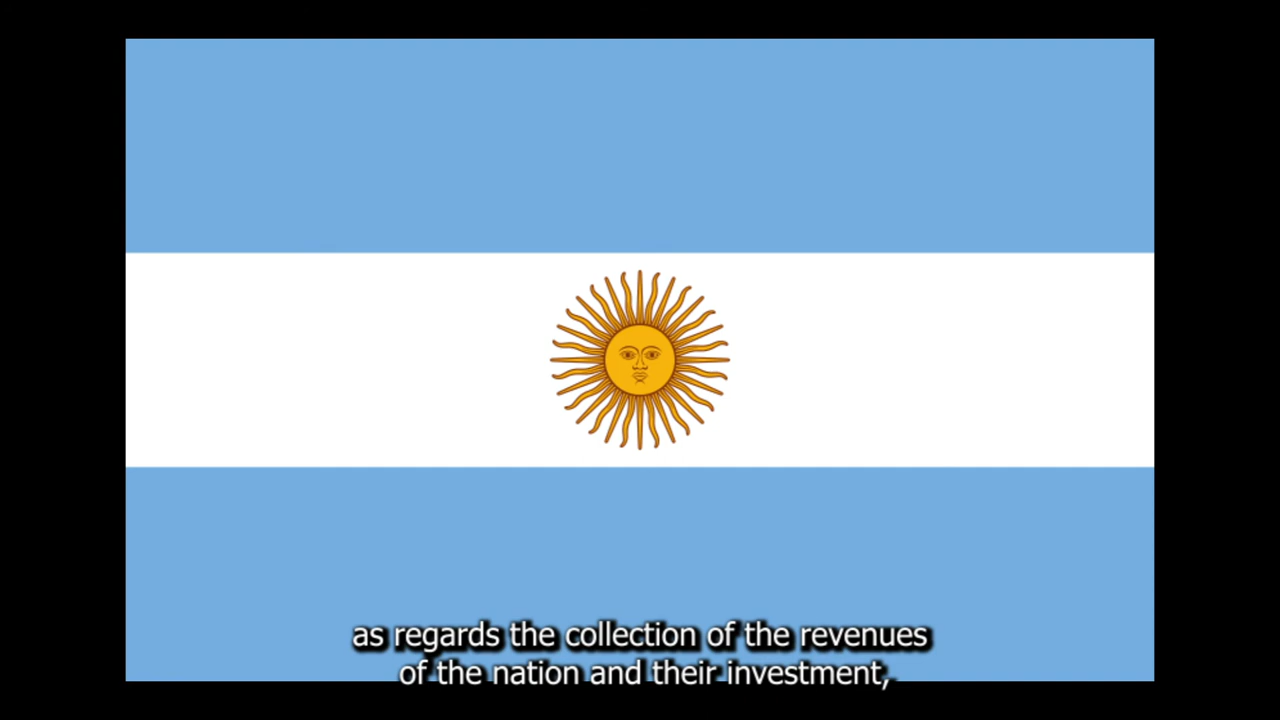 as regards the collection of the revenues
of the nation and their investment,